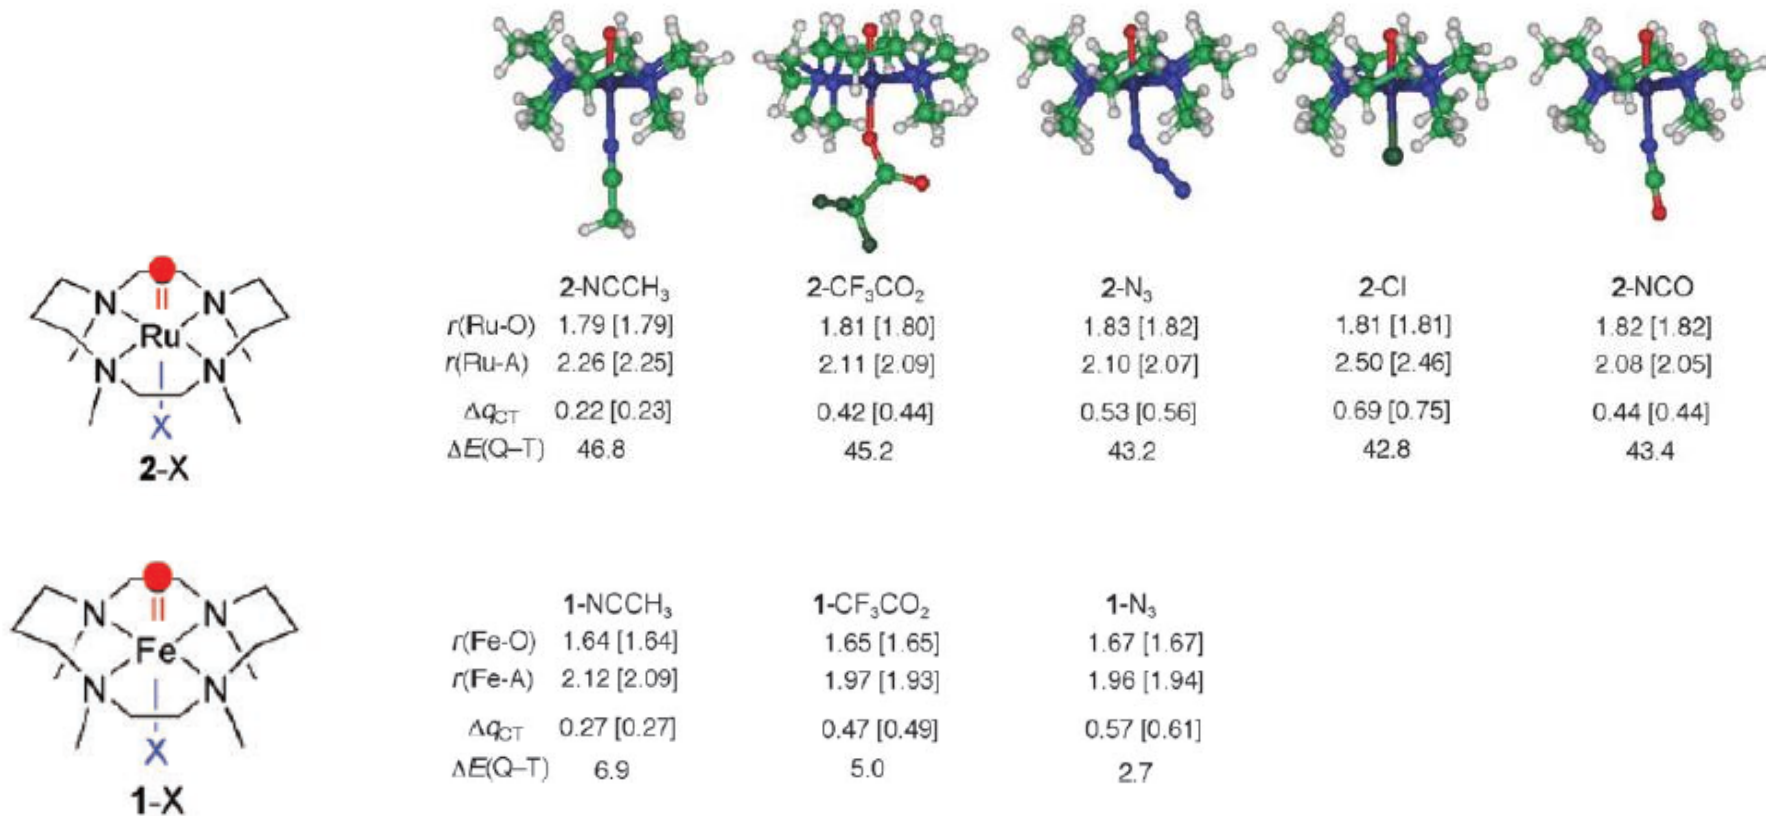 2-NCCH₃ 2-CF₃CO₂ 2-N₃ 2-Cl 2-NCO
r(Ru-O) 1.79 [1.79] 1.81 [1.80] 1.83 [1.82] 1.81 [1.81] 1.82 [1.82]
r(Ru-A) 2.26 [2.25] 2.11 [2.09] 2.10 [2.07] 2.50 [2.46] 2.08 [2.05]
Δq_CT 0.22 [0.23] 0.42 [0.44] 0.53 [0.56] 0.69 [0.75] 0.44 [0.44]
ΔE(Q–T) 46.8 45.2 43.2 42.8 43.4
N N
Ru
N N
X
2-X
1-NCCH₃ 1-CF₃CO₂ 1-N₃
r(Fe-O) 1.64 [1.64] 1.65 [1.65] 1.67 [1.67]
r(Fe-A) 2.12 [2.09] 1.97 [1.93] 1.96 [1.94]
Δq_CT 0.27 [0.27] 0.47 [0.49] 0.57 [0.61]
ΔE(Q–T) 6.9 5.0 2.7
N N
Fe
N N
X
1-X